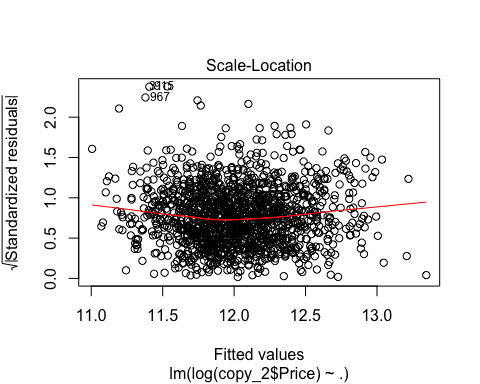 Scale-Location
967
√|Standardized residuals|
2.0
1.5
1.0
0.5
0.0
11.0 11.5 12.0 12.5 13.0
Fitted values
lm(log(copy_2$Price) ~ .)